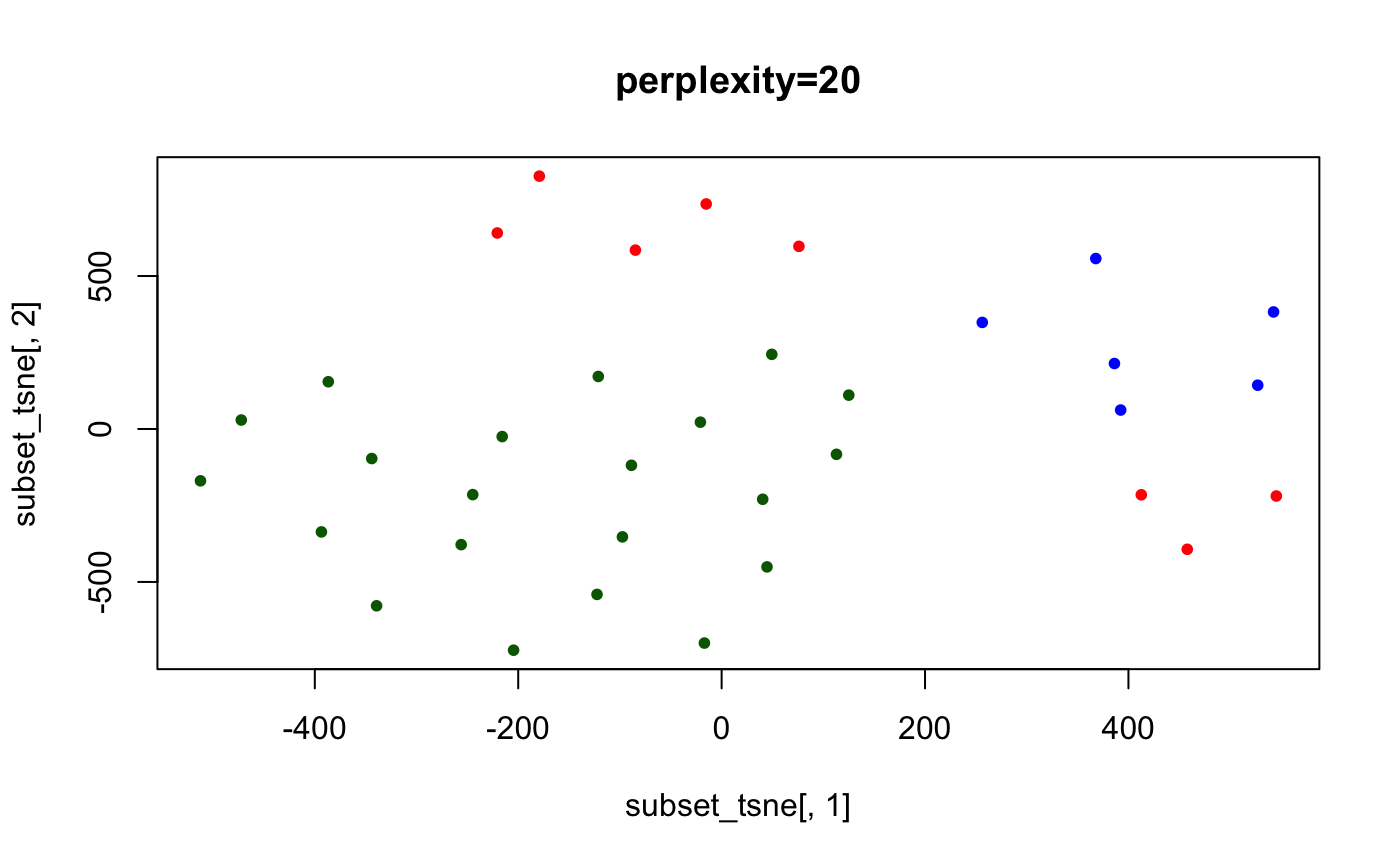 perplexity=20
subset_tsne[, 2]
500
0
-500
-400 -200 0 200 400
subset_tsne[, 1]